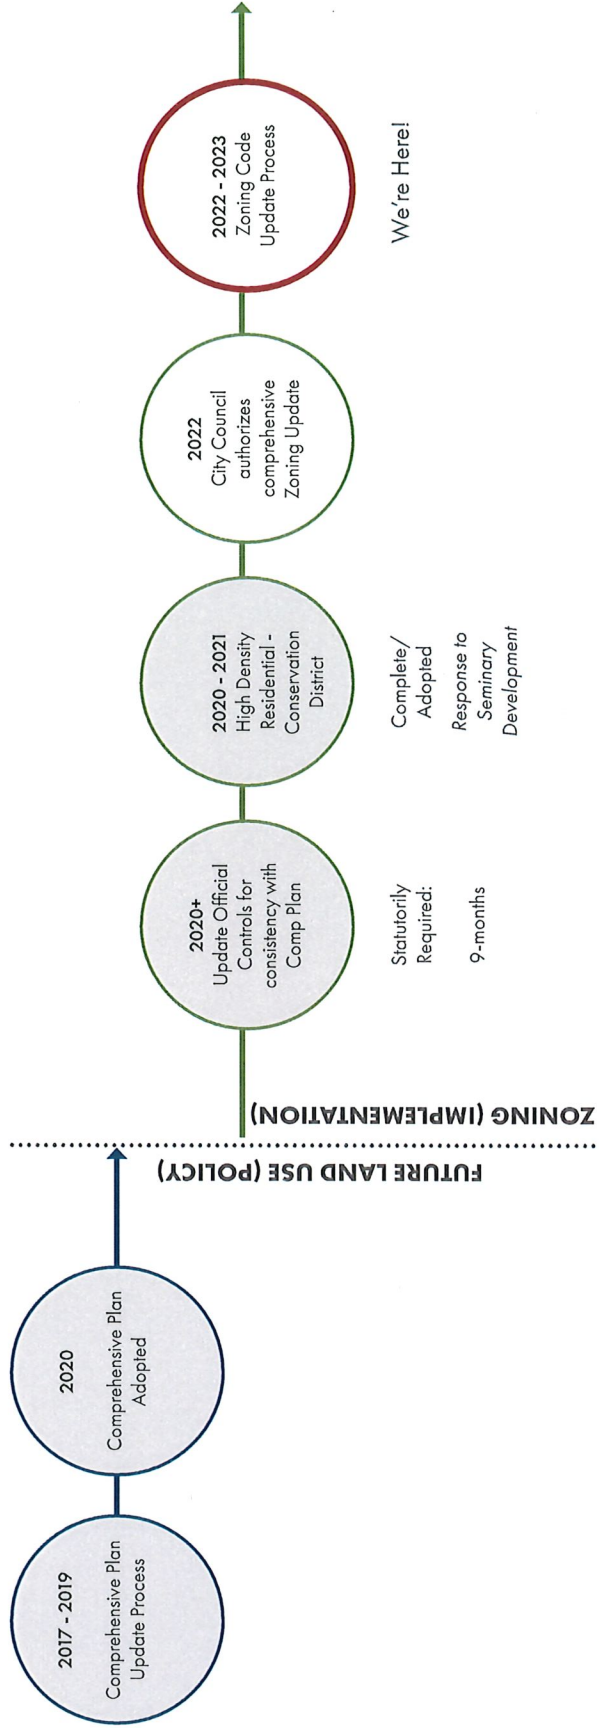 2017 - 2019
Comprehensive Plan
Update Process
2020
Comprehensive Plan
Adopted
FUTURE LAND USE (POLICY)
ZONING (IMPLEMENTATION)
2020+
Update Official
Controls for
consistency with
Comp Plan
Statutorily
Required:
9-months
2020 - 2021
High Density
Residential -
Conservation
District
Complete/
Adopted
Response to
Seminary
Development
2022
City Council
authorizes
comprehensive
Zoning Update
2022 - 2023
Zoning Code
Update Process
We're Here!